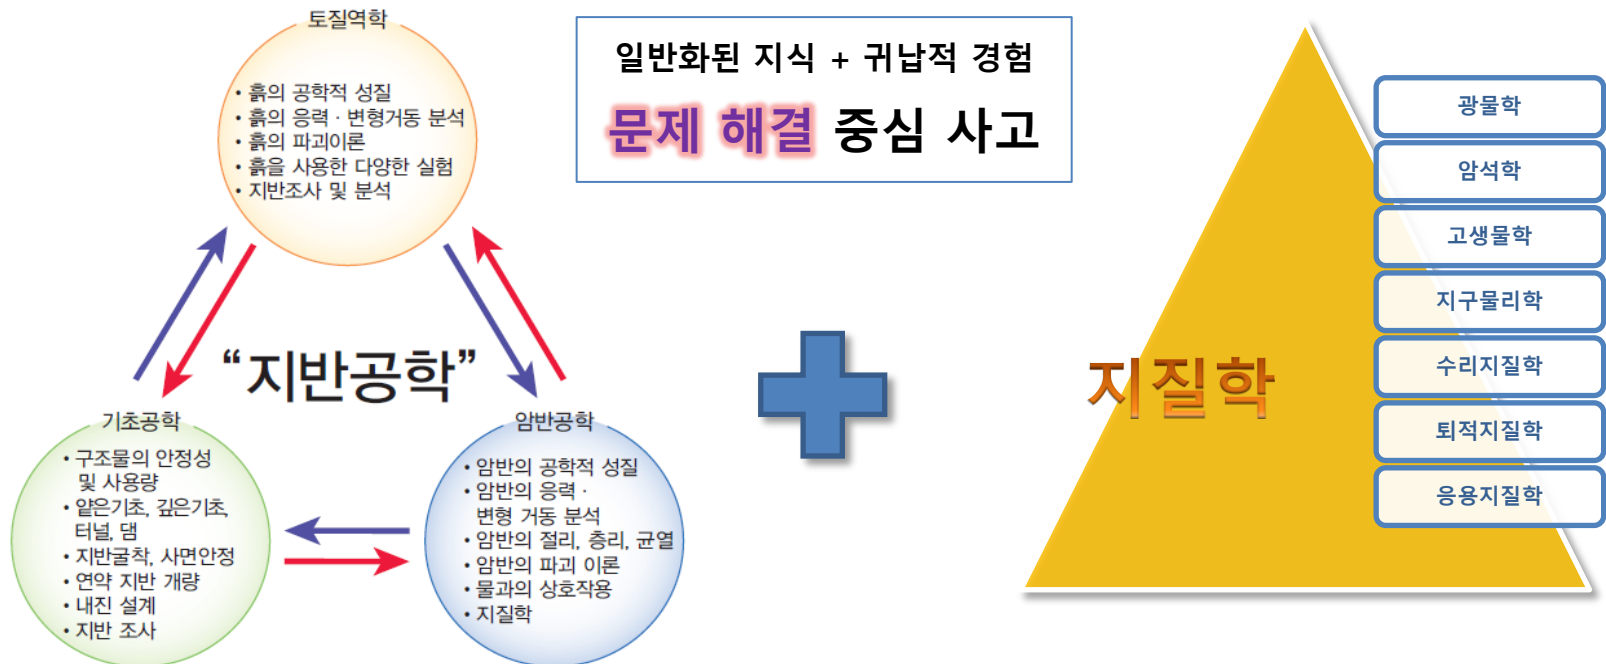 토질역학
• 흙의 공학적 성질
• 흙의 응력 · 변형거동 분석
• 흙의 파괴이론
• 흙을 사용한 다양한 실험
• 지반조사 및 분석
“지반공학”
기초공학
• 구조물의 안정성
및 사용량
• 얕은기초, 깊은기초,
터널, 댐
• 지반굴착, 사면안정
• 연약 지반 개량
• 내진 설계
• 지반 조사
암반공학
• 암반의 공학적 성질
• 암반의 응력 ·
변형 거동 분석
• 암반의 절리, 층리, 균열
• 암반의 파괴 이론
• 물과의 상호작용
• 지질학
일반화된 지식 + 귀납적 경험
문제 해결 중심 사고
지질학
광물학
암석학
고생물학
지구물리학
수리지질학
퇴적지질학
응용지질학